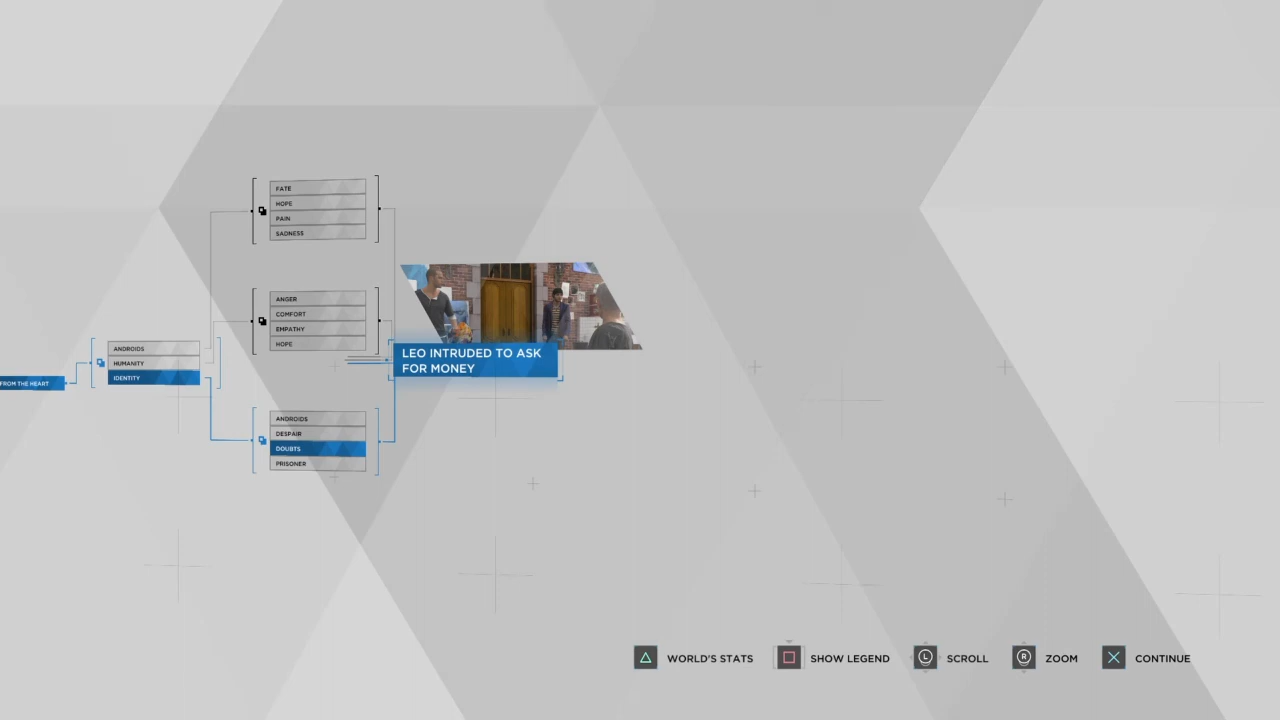 FATE
HOPE
PAIN
SADNESS
ANGER
COMFORT
EMPATHY
HOPE
LEO INTRUDED TO ASK
FOR MONEY
ANDROIDS
HUMANITY
IDENTITY
FROM THE HEART
ANDROIDS
DESPAIR
DOUBTS
PRISONER
WORLD'S STATS
SHOW LEGEND
L
SCROLL
R
ZOOM
CONTINUE